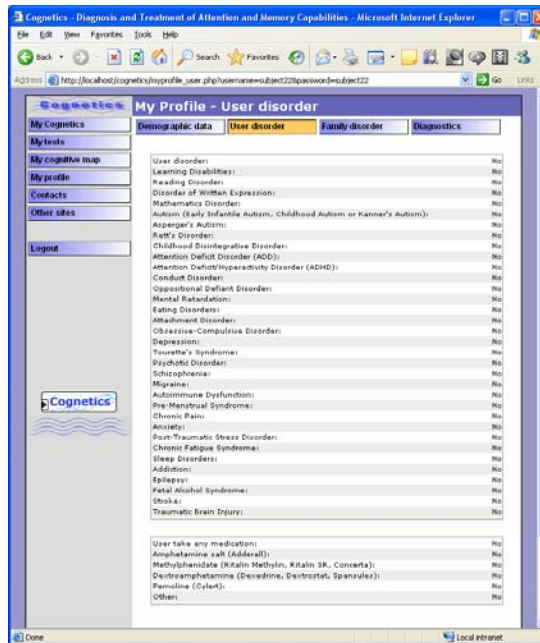 Cognetics - Diagnosis and Treatment of Attention and Memory Capabilities - Microsoft Internet Explorer
File Edit View Favorites Tools Help
Back Search Favorites
Address http://localhost/cognetics/myprofile_user.php?username=subject22&password=subject22 Go Links
Cognetics My Profile - User disorder
My Cognetics Demographic data User disorder Family disorder Diagnostics
My tests
My cognitive map
My profile
Contacts
Other sites
Logout
Cognetics
User disorder: No
Learning Disabilities: No
Reading Disorder: No
Disorder of Written Expression: No
Mathematics Disorder: No
Autism (Early Infantile Autism, Childhood Autism or Kanner's Autism): No
Asperger's Autism: No
Rett's Disorder: No
Childhood Disintegrative Disorder: No
Attention Deficit Disorder (ADD): No
Attention Deficit/Hyperactivity Disorder (ADHD): No
Conduct Disorder: No
Oppositional Defiant Disorder: No
Mental Retardation: No
Eating Disorders: No
Attachment Disorder: No
Obsessive-Compulsive Disorder: No
Depression: No
Tourette's Syndrome: No
Psychotic Disorder: No
Schizophrenia: No
Migraine: No
Autoimmune Dysfunction: No
Pre-Menstrual Syndrome: No
Chronic Pain: No
Anxiety: No
Post-Traumatic Stress Disorder: No
Chronic Fatigue Syndrome: No
Sleep Disorders: No
Addiction: No
Epilepsy: No
Fetal Alcohol Syndrome: No
Stroke: No
Traumatic Brain Injury: No
User take any medication: No
Amphetamine salt (Adderall): No
Methylphenidate (Ritalin Methylin, Ritalin SR, Concerta): No
Dextroamphetamine (Dexedrine, Dextrostat, Spansules): No
Pemoline (Cylert): No
Other: No
Done Local intranet